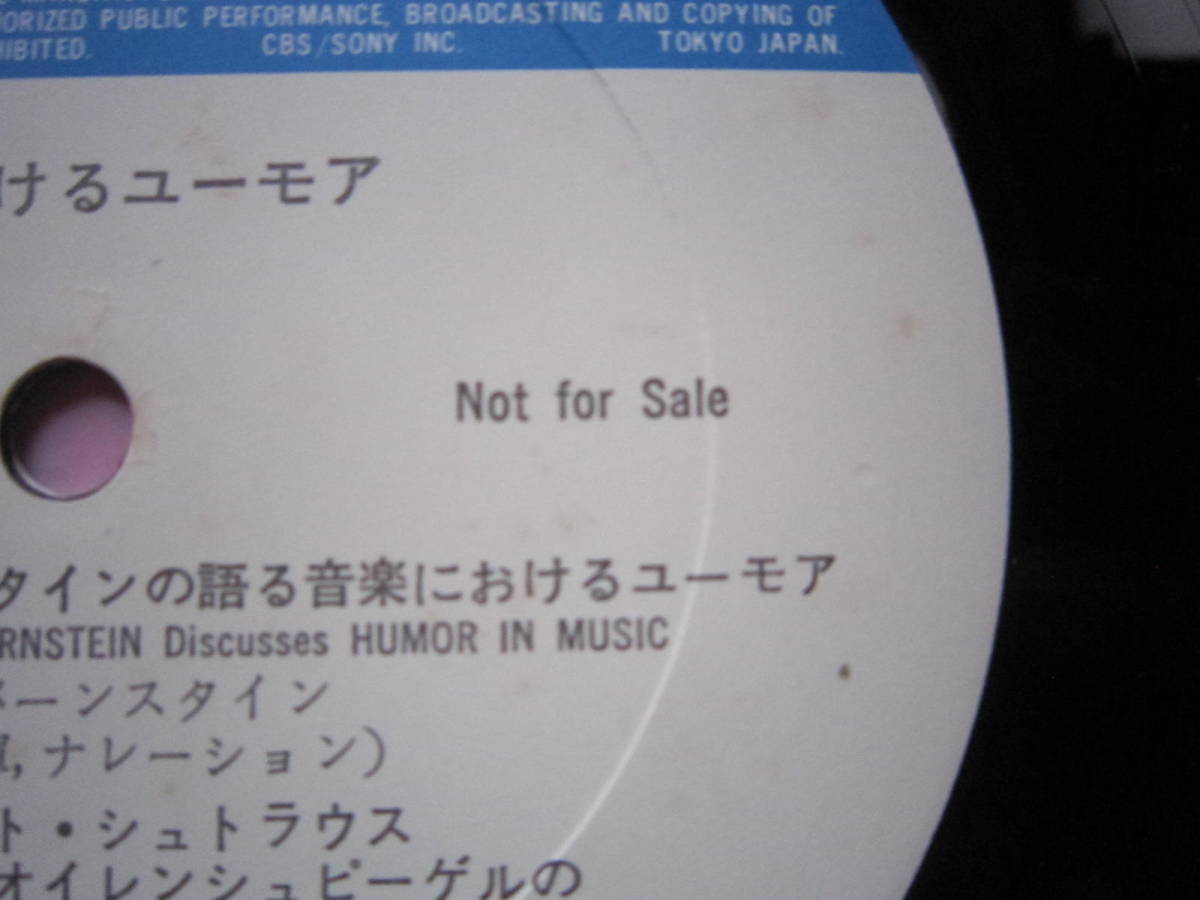 PUBLIC PERFORMANCE, BROADCASTING AND COPYING OF
CBS/SONY INC. TOKYO JAPAN.
けるユーモア
Not for Sale
タインの語る音楽におけるユーモア
RNSTEIN Discusses HUMOR IN MUSIC
ーンスタイン
,ナレーション)
ト・シュトラウス
オイレンシュピーゲルの